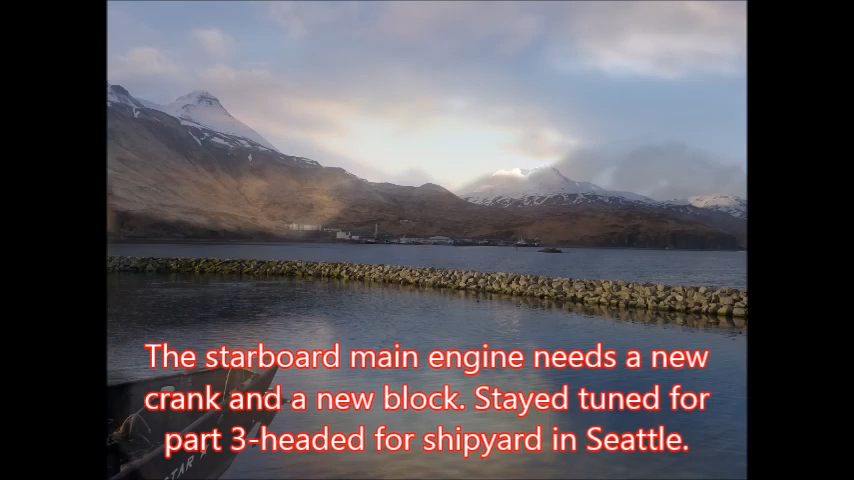 The starboard main engine needs a new
crank and a new block. Stayed tuned for
part 3-headed for shipyard in Seattle.
STAR